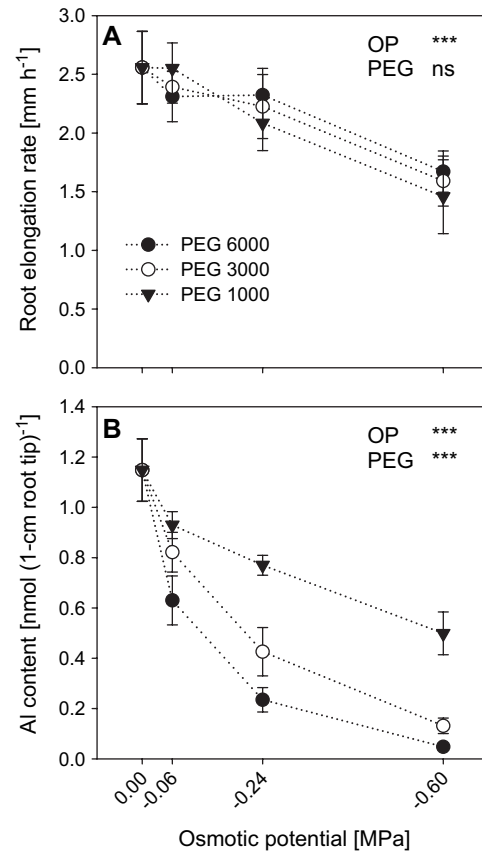 A
OP ***
PEG ns
Root elongation rate [mm h⁻¹]
3.0
2.5
2.0
1.5
1.0
0.5
0.0
PEG 6000
PEG 3000
PEG 1000
B
OP ***
PEG ***
Al content [nmol (1-cm root tip)⁻¹]
1.4
1.2
1.0
0.8
0.6
0.4
0.2
0.0
0.00
-0.06
-0.24
-0.60
Osmotic potential [MPa]